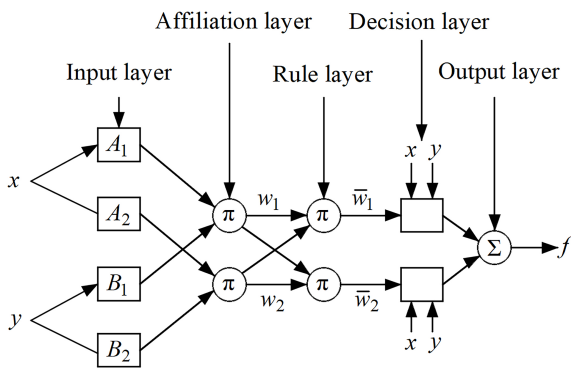 Affiliation layer
Decision layer
Input layer
Rule layer
Output layer
x
A₁
A₂
y
B₁
B₂
π
π
w₁
w₂
π
π
w̅₁
w̅₂
x y
x y
Σ
f